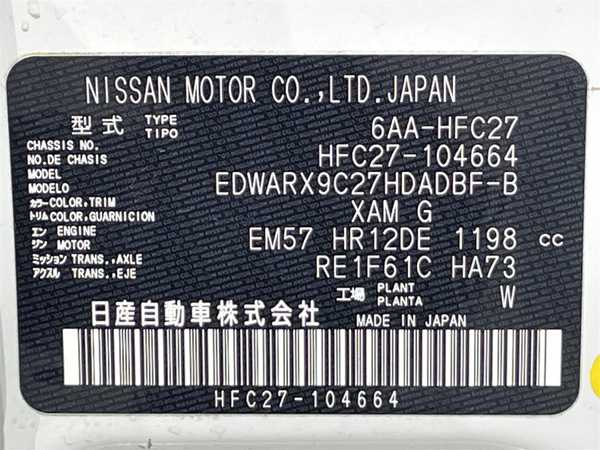 NISSAN MOTOR CO.,LTD.JAPAN
型式 TYPE TIPO 6AA-HFC27
CHASSIS NO.
NO.DE CHASIS HFC27-104664
MODEL
MODELO EDWARX9C27HDADBF-B
カラー COLOR,TRIM
トリム COLOR,GUARNICION XAM G
エン ENGINE
ジン MOTOR EM57 HR12DE 1198 cc
ミッション TRANS.,AXLE
アクスル TRANS.,EJE RE1F61C HA73
工場 PLANT PLANTA W
日産自動車株式会社 MADE IN JAPAN
HFC27-104664